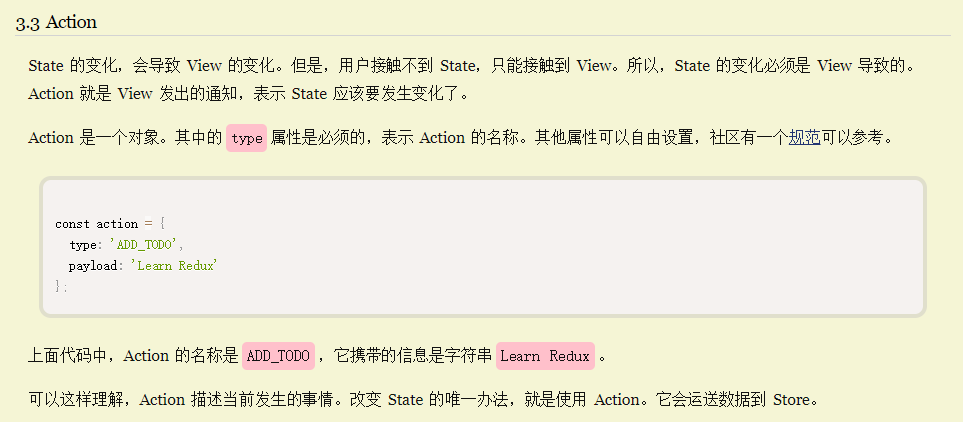 3.3 Action
State 的变化，会导致 View 的变化。但是，用户接触不到 State，只能接触到 View。所以，State 的变化必须是 View 导致的。
Action 就是 View 发出的通知，表示 State 应该要发生变化了。
Action 是一个对象。其中的 type 属性是必须的，表示 Action 的名称。其他属性可以自由设置，社区有一个规范可以参考。
const action = {
  type: 'ADD_TODO',
  payload: 'Learn Redux'
};
上面代码中，Action 的名称是 ADD_TODO ，它携带的信息是字符串 Learn Redux 。
可以这样理解，Action 描述当前发生的事情。改变 State 的唯一办法，就是使用 Action。它会运送数据到 Store。